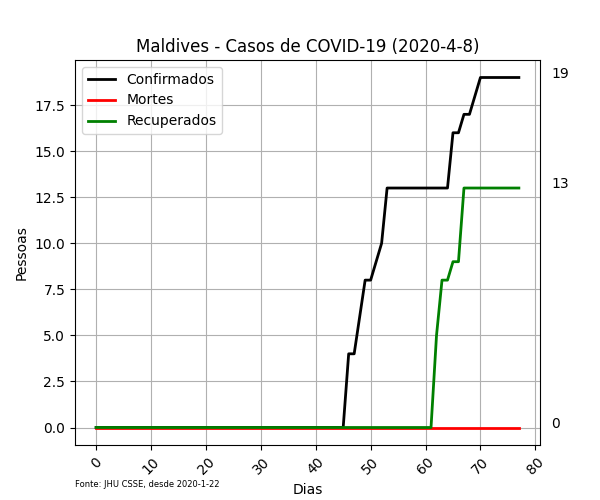 Maldives - Casos de COVID-19 (2020-4-8)
Confirmados
Mortes
Recuperados
Pessoas
17.5
15.0
12.5
10.0
7.5
5.0
2.5
0.0
19
13
0
0 10 20 30 40 50 60 70 80
Dias
Fonte: JHU CSSE, desde 2020-1-22